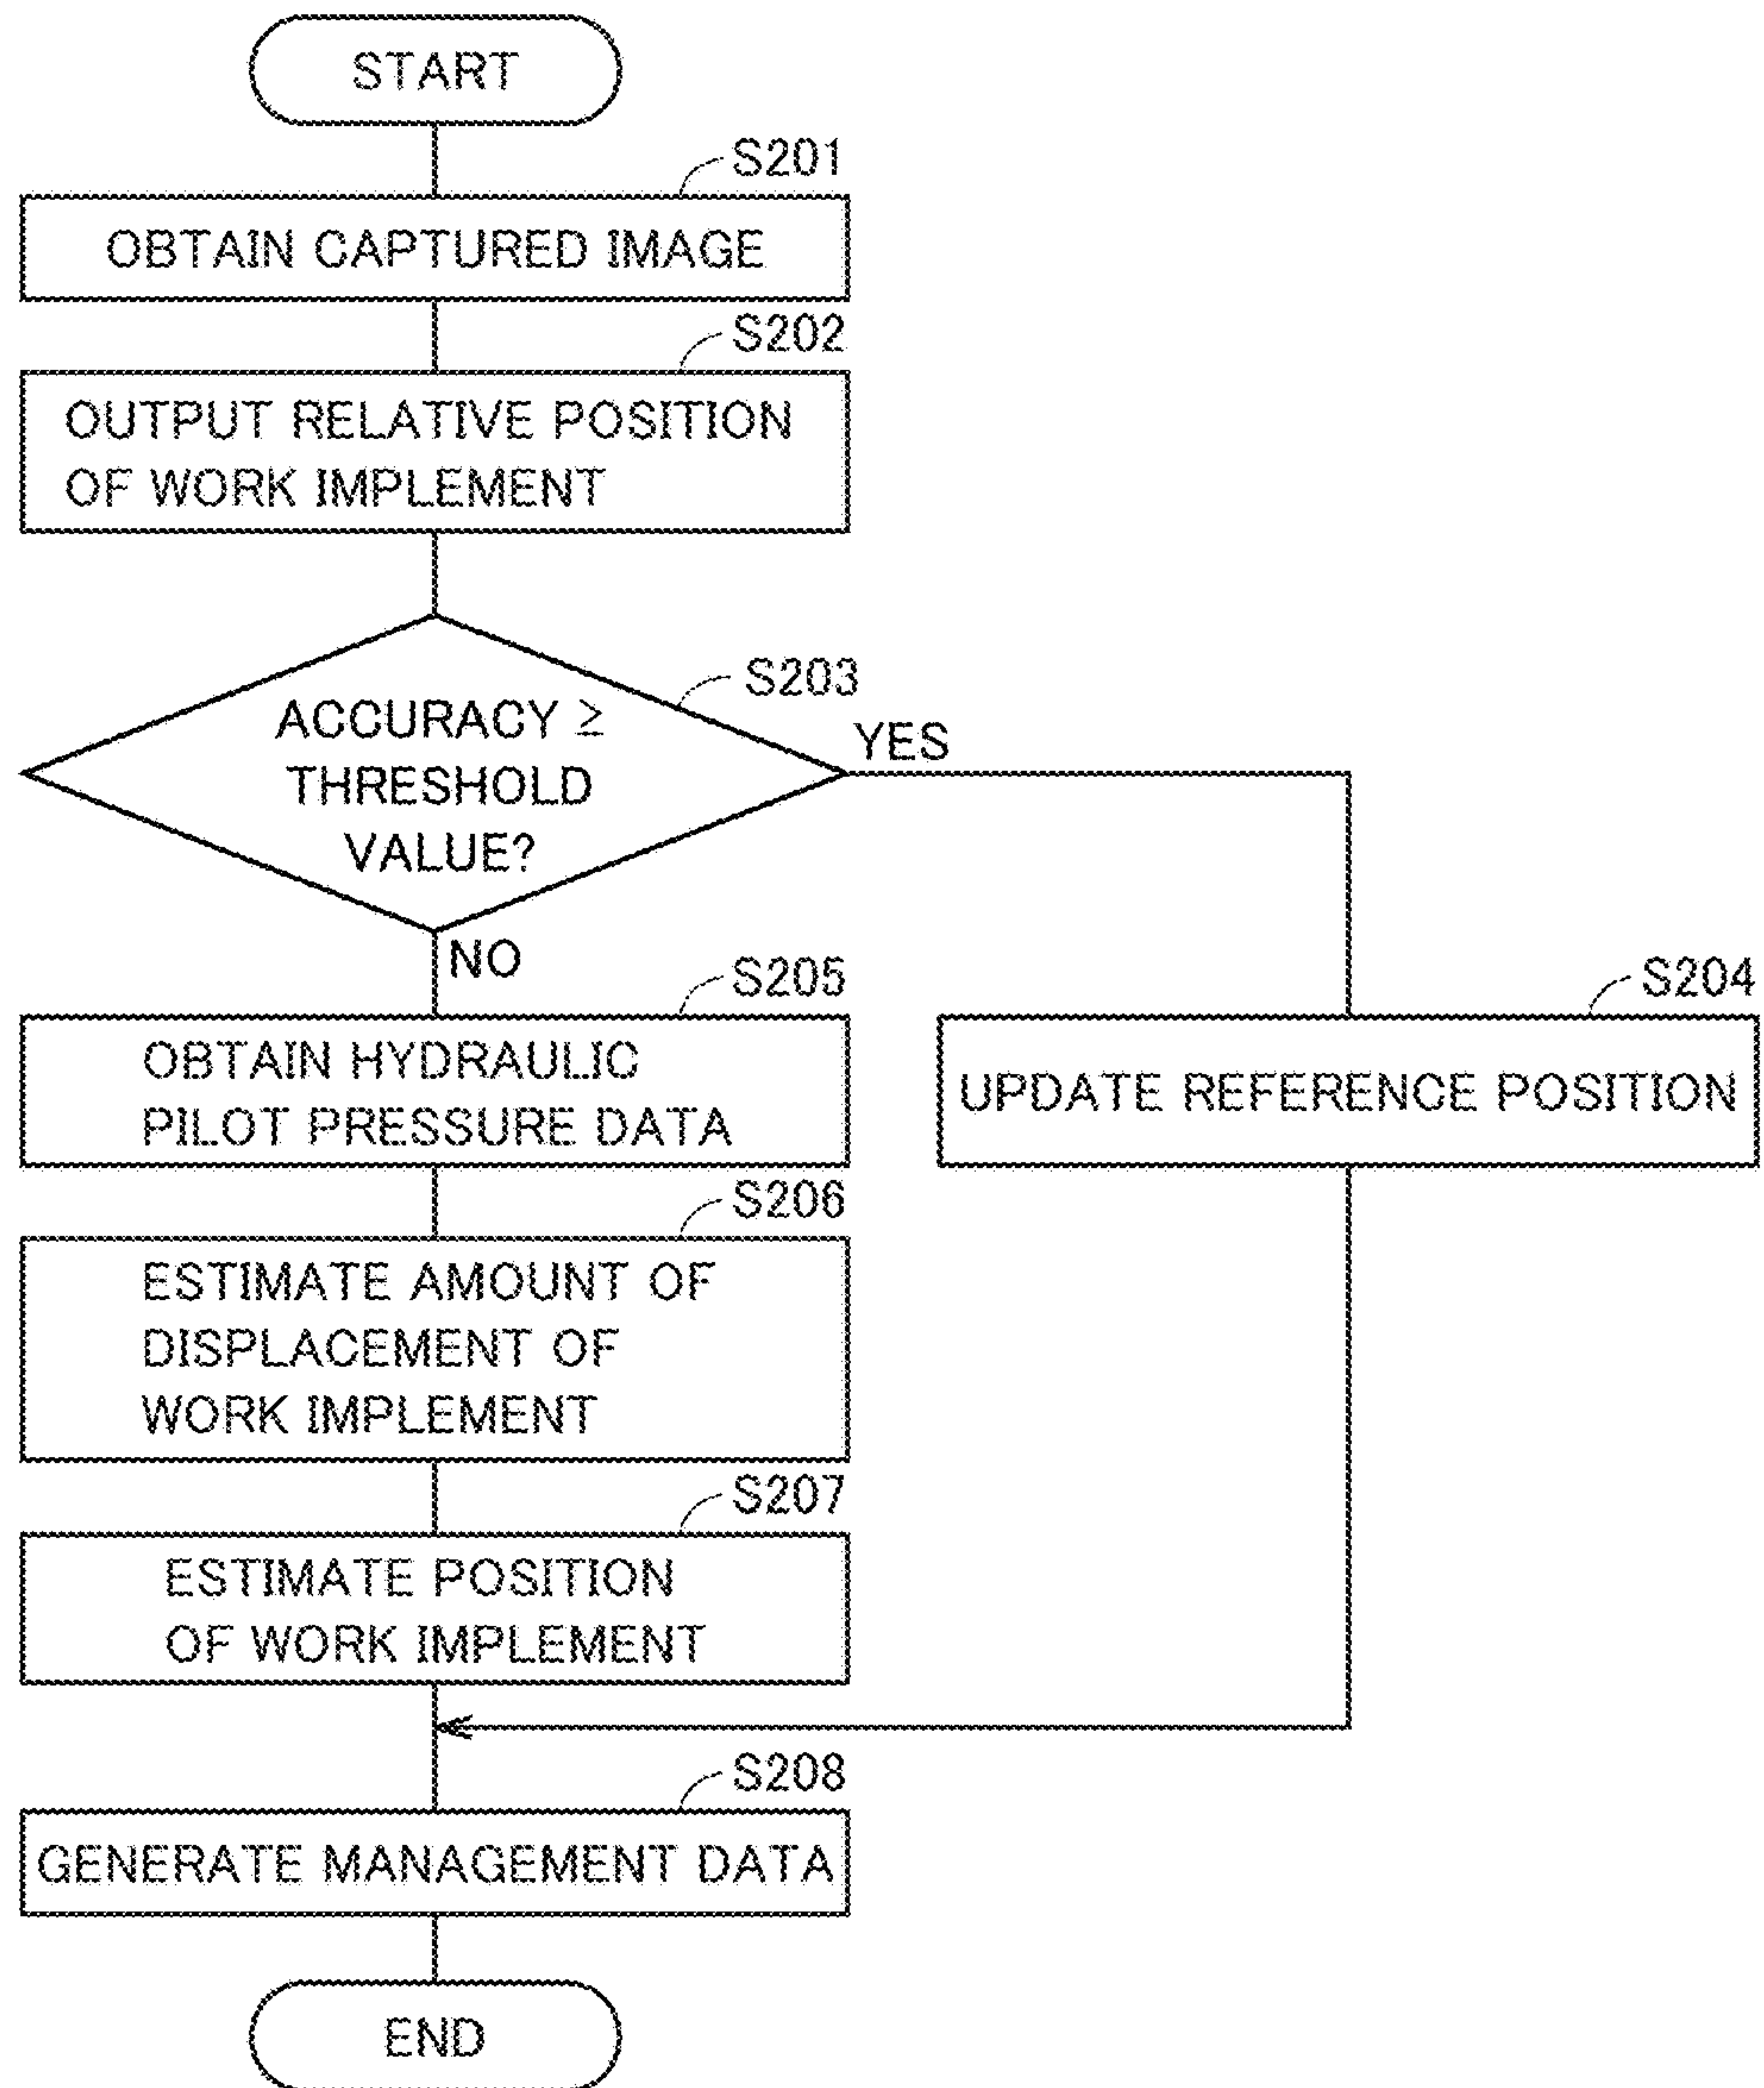 START
S201
OBTAIN CAPTURED IMAGE
S202
OUTPUT RELATIVE POSITION
OF WORK IMPLEMENT
S203
ACCURACY ≥
THRESHOLD
VALUE?
YES
NO
S205
OBTAIN HYDRAULIC
PILOT PRESSURE DATA
S204
UPDATE REFERENCE POSITION
S206
ESTIMATE AMOUNT OF
DISPLACEMENT OF
WORK IMPLEMENT
S207
ESTIMATE POSITION
OF WORK IMPLEMENT
S208
GENERATE MANAGEMENT DATA
END